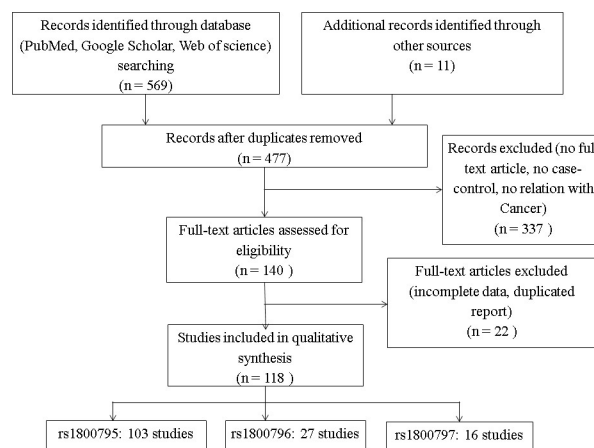 Records identified through database
(PubMed, Google Scholar, Web of science)
searching
(n = 569)
Additional records identified through
other sources
(n = 11)
Records after duplicates removed
(n = 477)
Records excluded (no full
text article, no case-
control, no relation with
Cancer)
(n = 337 )
Full-text articles assessed for
eligibility
(n = 140 )
Full-text articles excluded
(incomplete data, duplicated
report)
(n = 22 )
Studies included in qualitative
synthesis
(n = 118 )
rs1800795: 103 studies
rs1800796: 27 studies
rs1800797: 16 studies